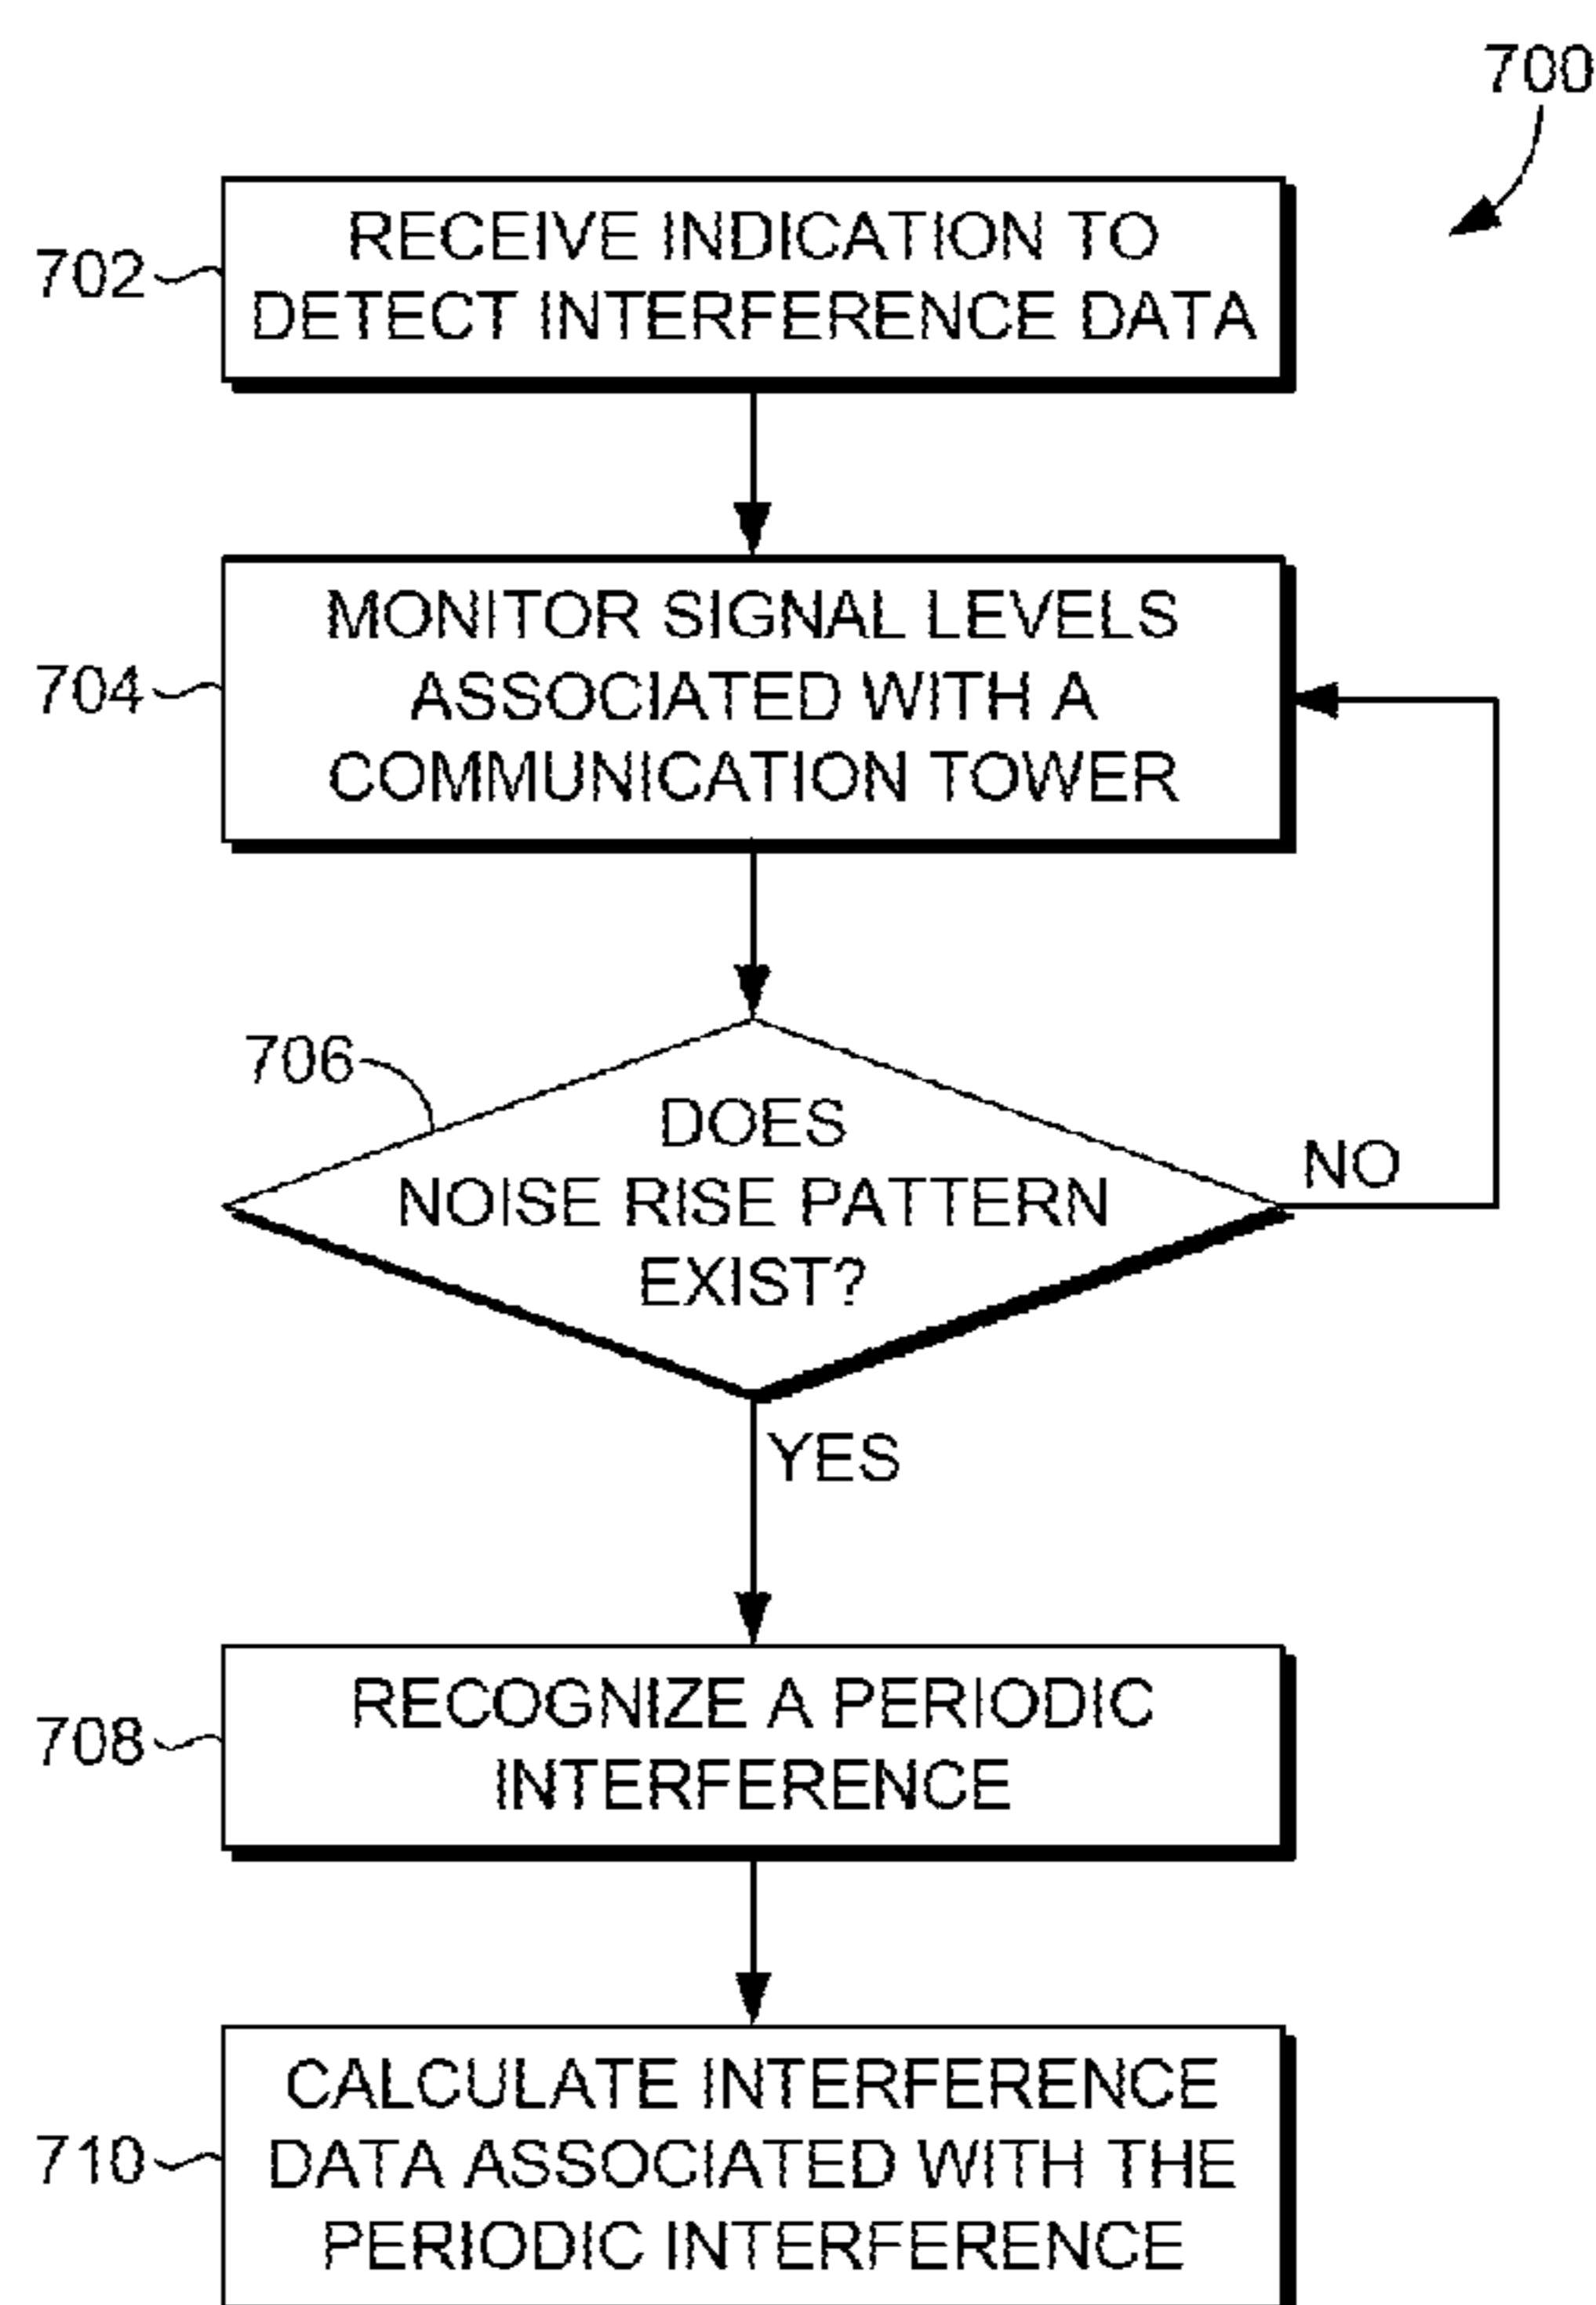 700
702
RECEIVE INDICATION TO
DETECT INTERFERENCE DATA
704
MONITOR SIGNAL LEVELS
ASSOCIATED WITH A
COMMUNICATION TOWER
706
DOES
NOISE RISE PATTERN
EXIST?
NO
YES
708
RECOGNIZE A PERIODIC
INTERFERENCE
710
CALCULATE INTERFERENCE
DATA ASSOCIATED WITH THE
PERIODIC INTERFERENCE